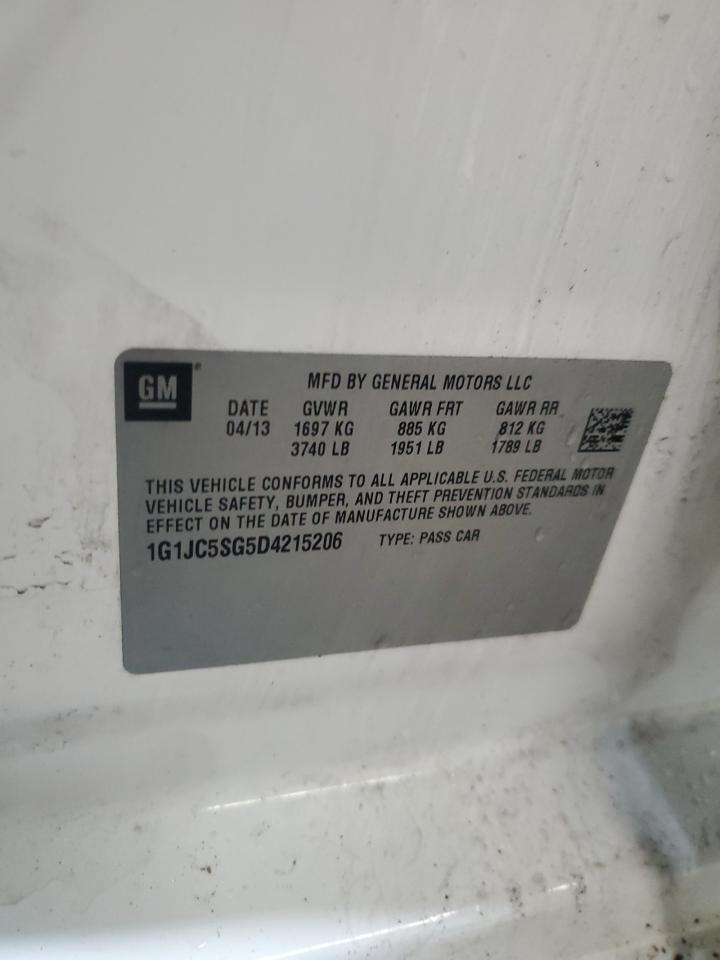 GM®
MFD BY GENERAL MOTORS LLC
DATE GVWR GAWR FRT GAWR RR
04/13 1697 KG 885 KG 812 KG
3740 LB 1951 LB 1789 LB
THIS VEHICLE CONFORMS TO ALL APPLICABLE U.S. FEDERAL MOTOR
VEHICLE SAFETY, BUMPER, AND THEFT PREVENTION STANDARDS IN
EFFECT ON THE DATE OF MANUFACTURE SHOWN ABOVE.
1G1JC5SG5D4215206 TYPE: PASS CAR